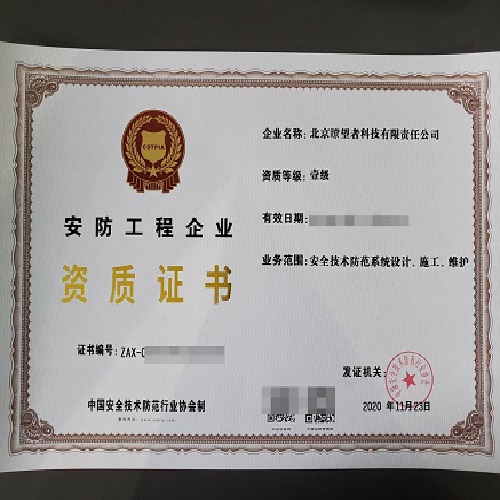 安防工程企业
资质证书
证书编号：ZAX-
中国安全技术防范行业协会制
企业名称：北京瞭望者科技有限责任公司
资质等级：壹级
有效日期：
业务范围：安全技术防范系统设计、施工、维护
发证机关：
2020 年11月23日